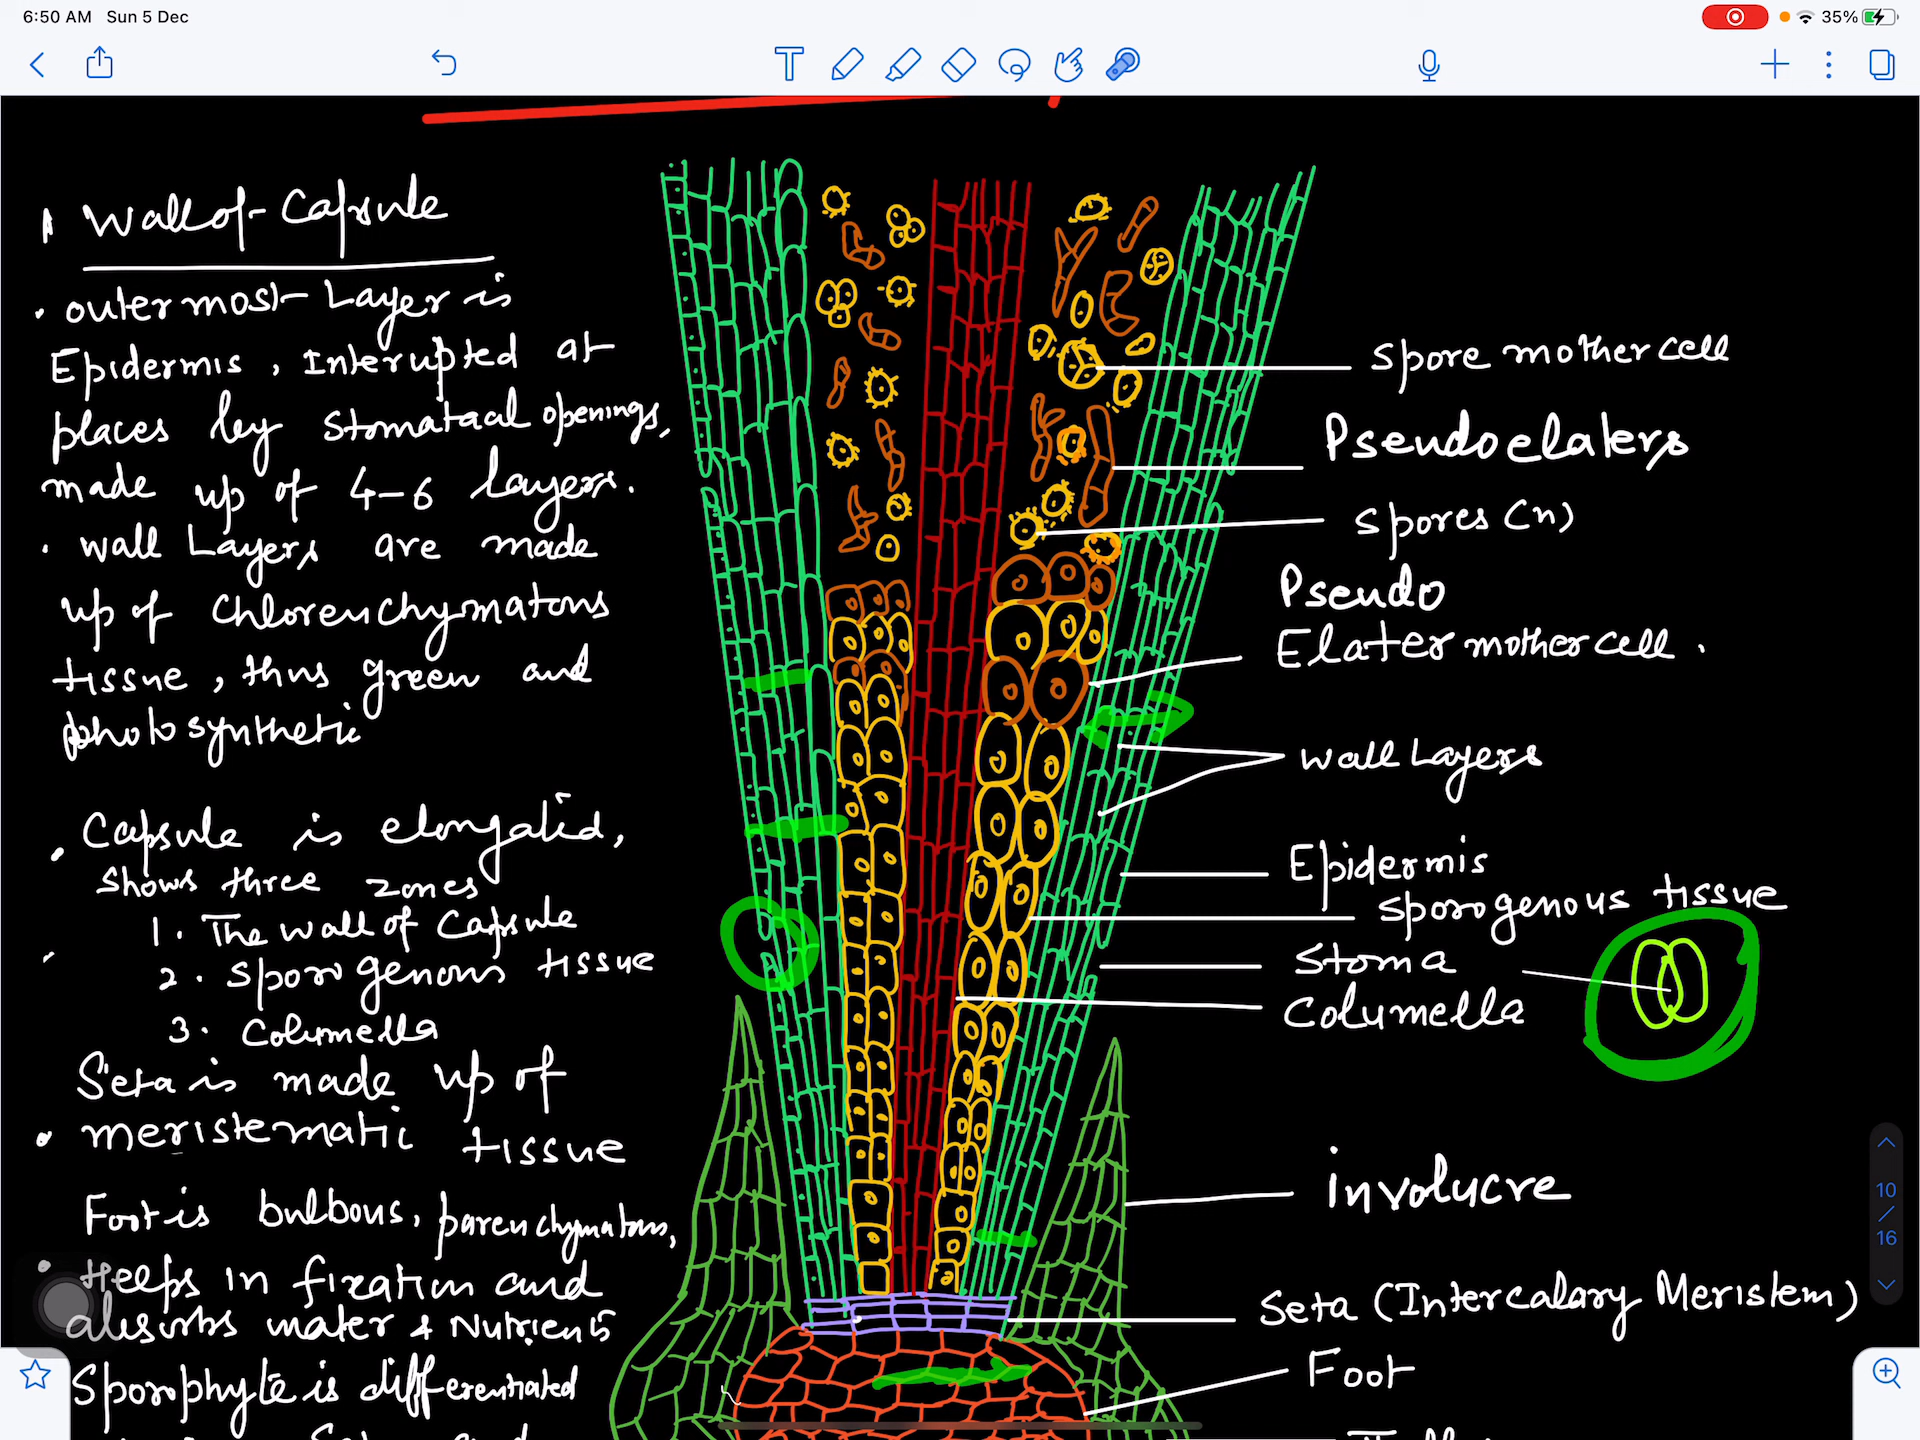 6:50 AM Sun 5 Dec
35%
1 Wall of Capsule
. outer most Layer is
Epidermis, Interupted at
places by Stomataal openings,
made up of 4-6 layers.
. wall Layers are made
up of Chlorenchymatous
tissue, thus green and
photosynthetic
. Capsule is elongated,
Shows three zones
1. The wall of Capsule
2. Sporogenous tissue
3. Columella
Seta is made up of
. meristematic tissue
Foot is bulbous, parenchymatous,
. Helps in fixation and
absorbs water & Nutrients
Sporophyte is differentiated
Spore mother cell
Pseudoelaters
Spores (n)
Pseudo
Elater mother cell.
wall Layers
Epidermis
Sporogenous tissue
Stoma
Columella
involucre
Seta (Intercalary Meristem)
Foot
10
/
16